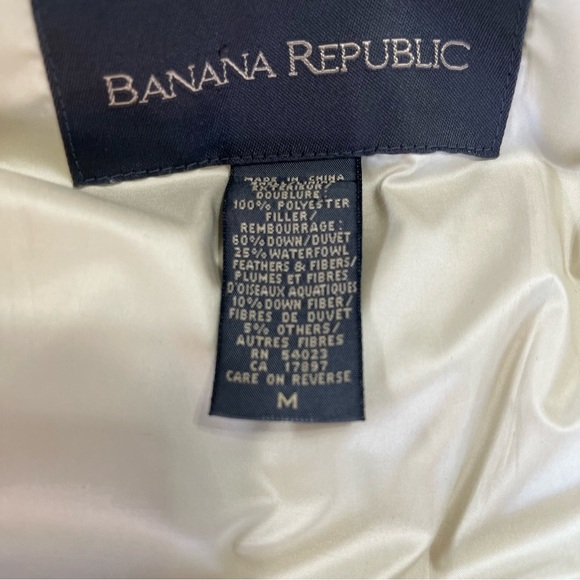 BANANA REPUBLIC
MADE IN CHINA
EXTERIEUR/
DOUBLURE:
100% POLYESTER
FILLER/
REMBOURRAGE:
60% DOWN/DUVET
25% WATERFOWL
FEATHERS & FIBERS/
PLUMES ET FIBRES
D'OISEAUX AQUATIQUES
10% DOWN FIBER/
FIBRES DE DUVET
5% OTHERS/
AUTRES FIBRES
RN 54023
CA 17897
CARE ON REVERSE
M